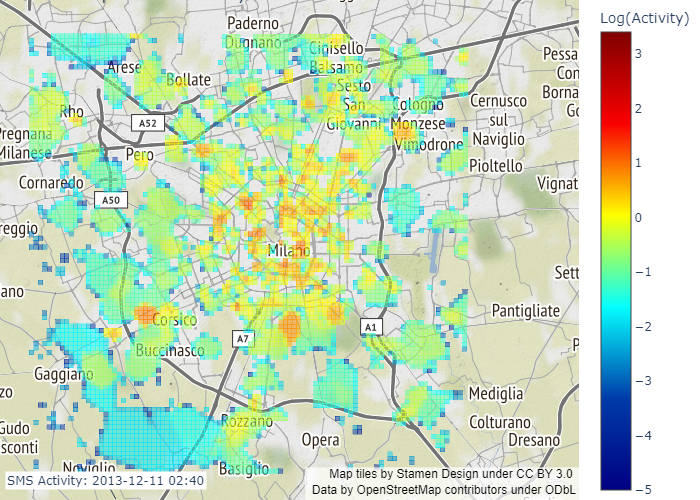 Log(Activity)
Paderno
Dugnano
Cinisello
Balsamo
Arese
Bollate
Sesto
San
Giovanni
Cologno
Monzese
Pessa
Con
Borna
Go
Rho
A52
Cernusco
sul
Naviglio
Pregnana
Milanese
Pero
Vimodrone
Pioltello
Cornaredo
A50
Vignat
reggio
Milano
Sett
ano
Corsico
A7
A1
Pantigliate
P
Buccinasco
Gaggiano
zo
Mediglia
Rozzano
Colturano
Gudo
sconti
Opera
Dresano
Noviglio
Basiglio
SMS Activity: 2013-12-11 02:40
Map tiles by Stamen Design under CC BY 3.0
Data by OpenStreetMap contributors under ODbL
3
2
1
0
−1
−2
−3
−4
−5